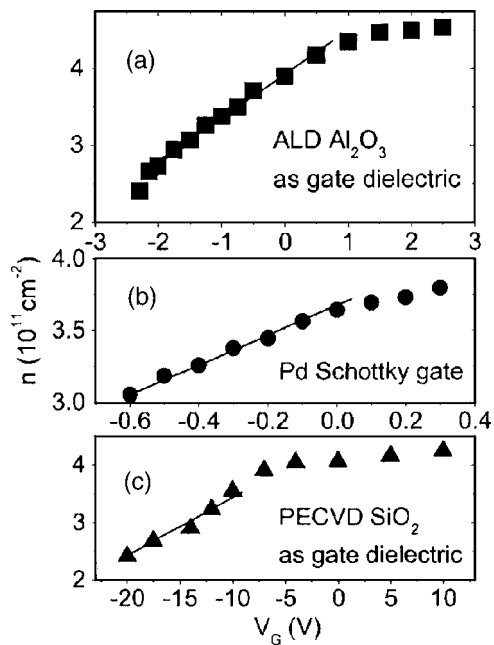 (a)
4
3
2
ALD Al₂O₃
as gate dielectric
-3 -2 -1 0 1 2 3
n (10¹¹ cm⁻²)
4.0
3.5
3.0
(b)
Pd Schottky gate
-0.6 -0.4 -0.2 0.0 0.2 0.4
4
3
2
(c)
PECVD SiO₂
as gate dielectric
-20 -15 -10 -5 0 5 10
V_G (V)